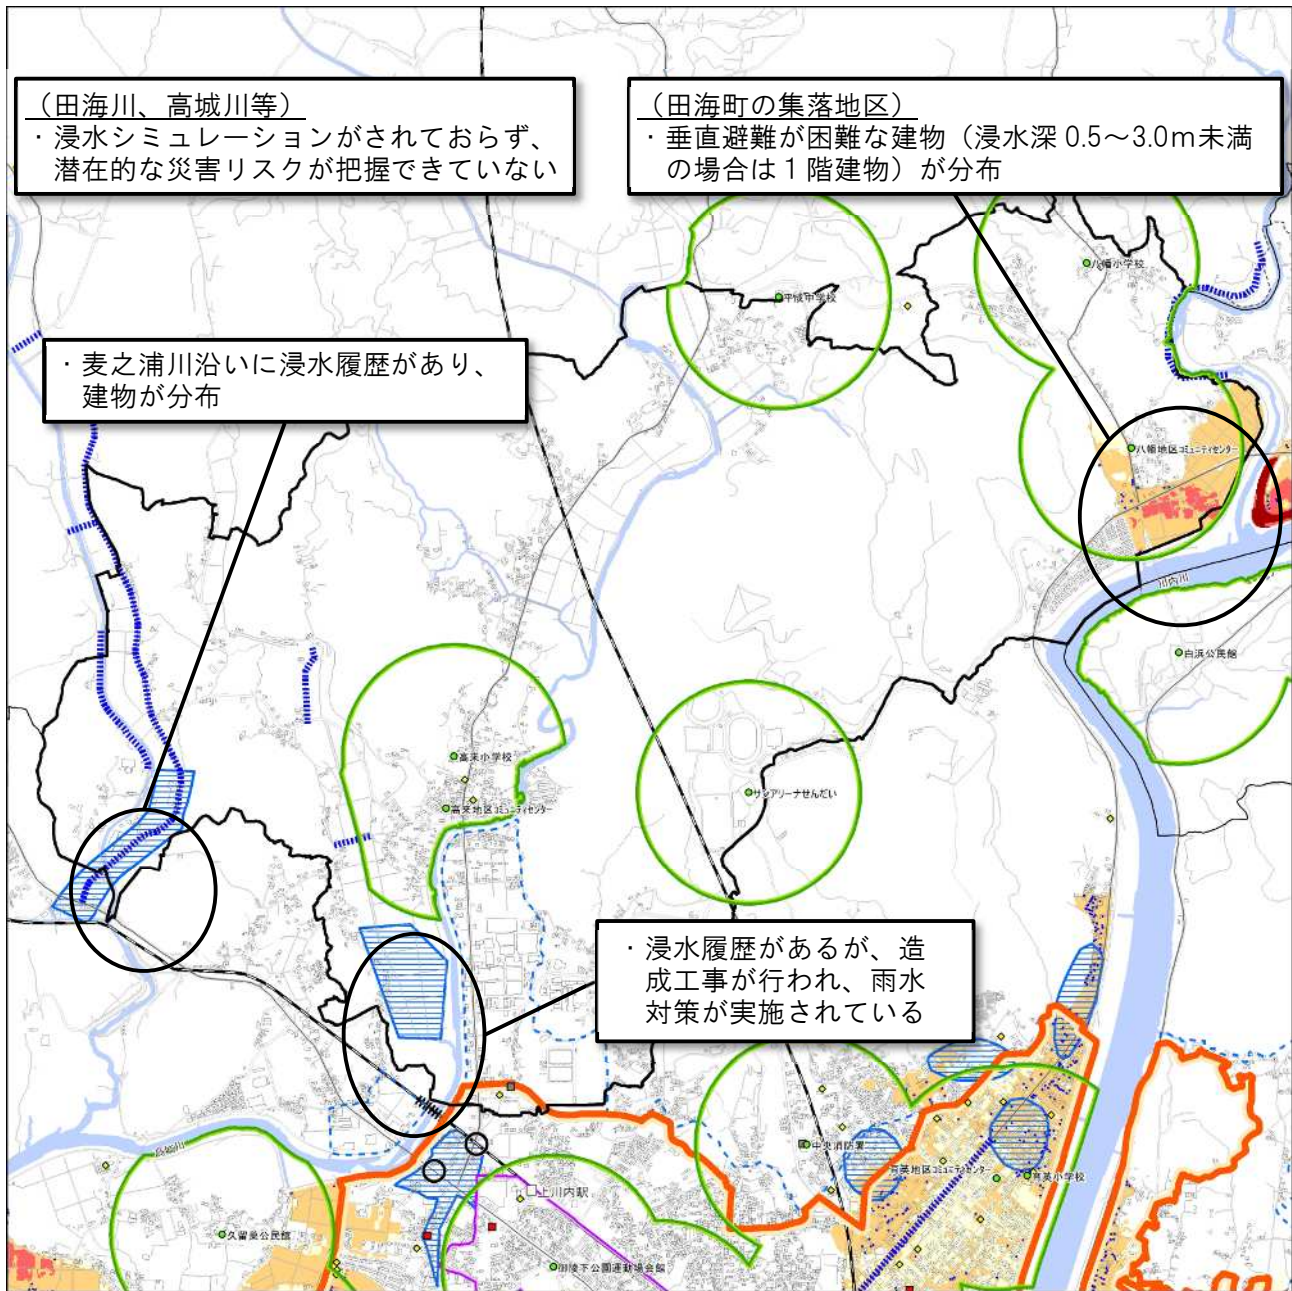 （田海川、高城川等）
・浸水シミュレーションがされておらず、
潜在的な災害リスクが把握できていない
（田海町の集落地区）
・垂直避難が困難な建物（浸水深 0.5～3.0m未満
の場合は１階建物）が分布
八幡小学校
平成中学校
・麦之浦川沿いに浸水履歴があり、
建物が分布
八幡地区コミュニティセンター
川内川
白浜公民館
高来小学校
サンアリーナせんだい
高来地区コミュニティセンター
・浸水履歴があるが、造
成工事が行われ、雨水
対策が実施されている
中央消防署
高城川
育英地区コミュニティセンター
育英小学校
上川内駅
久留巣公民館
御陵下公園運動場会館